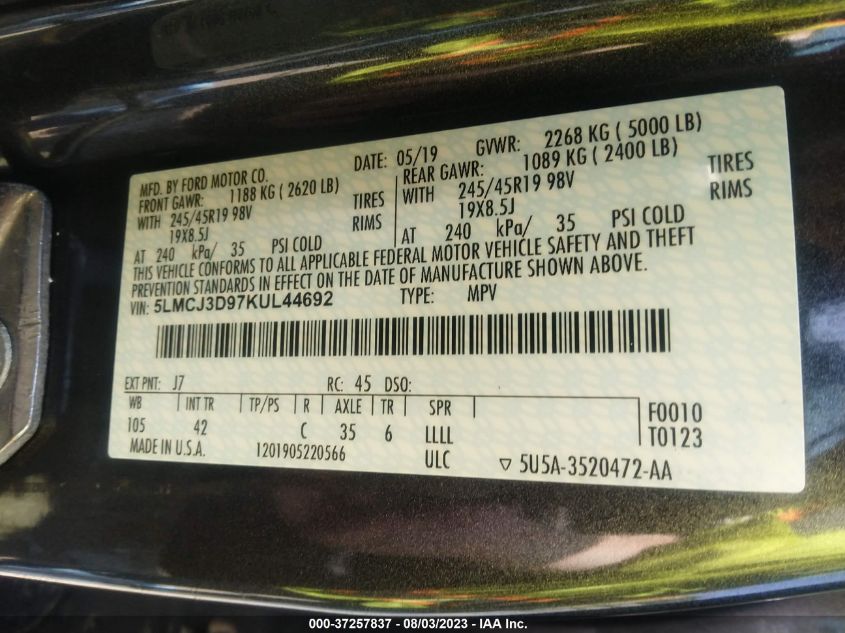 MFD. BY FORD MOTOR CO. DATE: 05/19 GVWR: 2268 KG ( 5000 LB)
FRONT GAWR: 1188 KG ( 2620 LB) REAR GAWR: 1089 KG ( 2400 LB)
WITH 245/45R19 98V TIRES WITH 245/45R19 98V TIRES
19X8.5J RIMS 19X8.5J RIMS
AT 240 kPa/ 35 PSI COLD AT 240 kPa/ 35 PSI COLD
THIS VEHICLE CONFORMS TO ALL APPLICABLE FEDERAL MOTOR VEHICLE SAFETY AND THEFT
PREVENTION STANDARDS IN EFFECT ON THE DATE OF MANUFACTURE SHOWN ABOVE.
VIN: 5LMCJ3D97KUL44692 TYPE: MPV
EXT PNT: J7 RC: 45 DSO:
WB INT TR TP/PS R AXLE TR SPR F0010
105 42 C 35 6 LLLL T0123
MADE IN U.S.A. 1201905220566 ULC ▽ 5U5A-3520472-AA
000-37257837 - 08/03/2023 - IAA Inc.